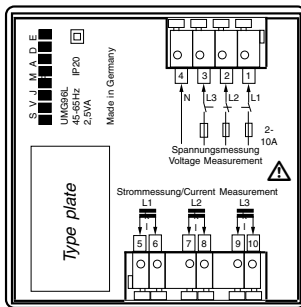 S V J M A D E
UMG96L
45-65Hz IP20
2,5VA
Made in Germany
4 3 2 1
N L3 L2 L1
2-
10A
Spannungsmessung
Voltage Measurement
Type plate
Strommessung/Current Measurement
L1 L2 L3
I I I
5 6 7 8 9 10